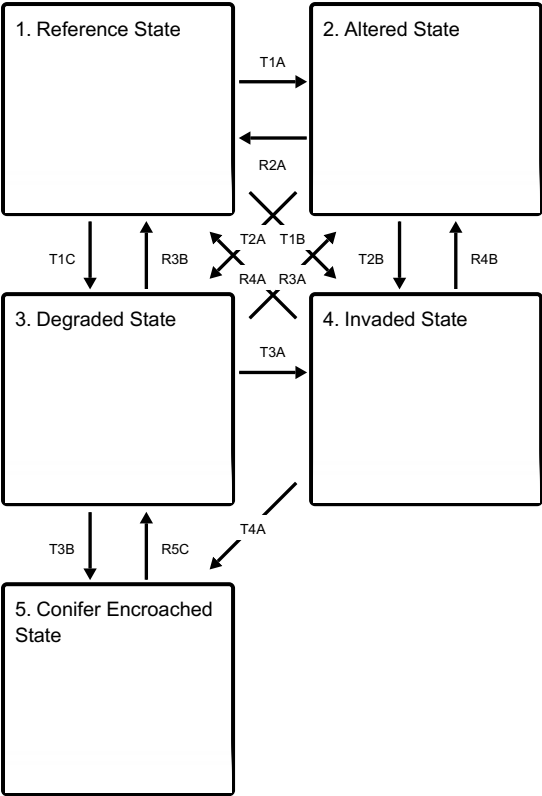 1. Reference State
2. Altered State
T1A
R2A
T2A
T1B
T1C
R3B
T2B
R4B
R4A
R3A
3. Degraded State
4. Invaded State
T3A
T4A
T3B
R5C
5. Conifer Encroached
State